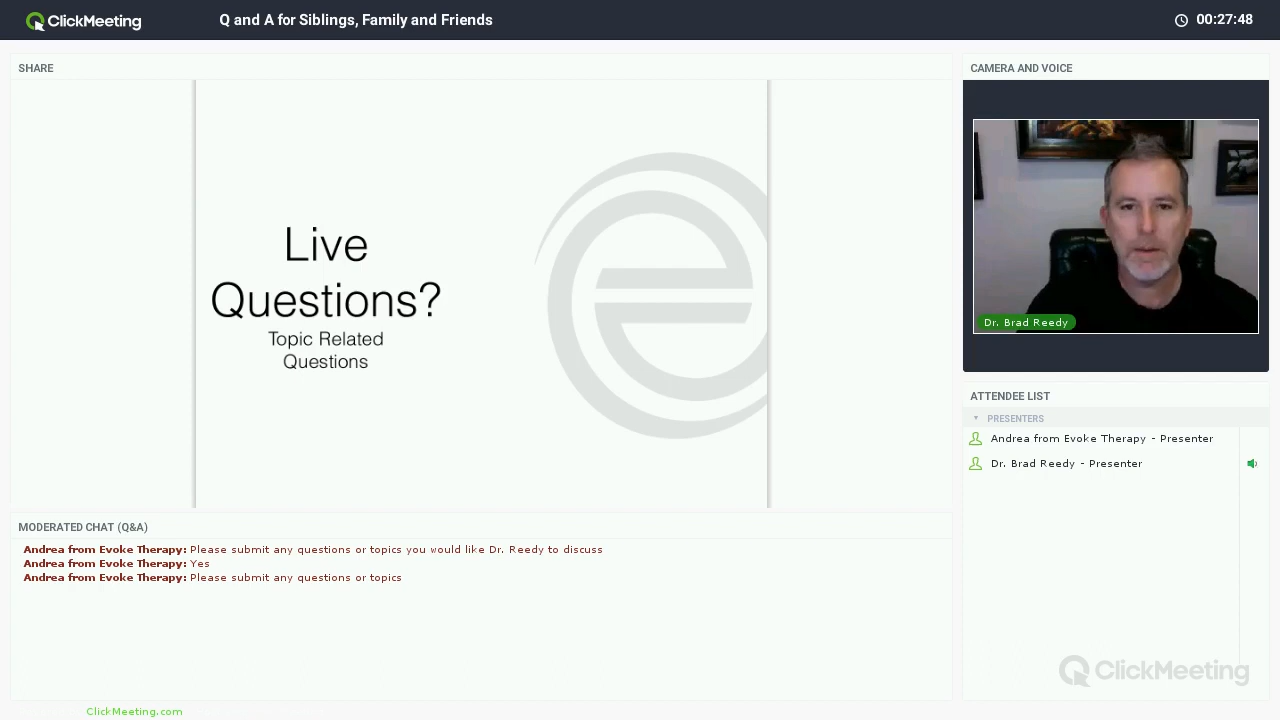 ClickMeeting
Q and A for Siblings, Family and Friends
00:27:48
SHARE
Live
Questions?
Topic Related
Questions
CAMERA AND VOICE
Dr. Brad Reedy
ATTENDEE LIST
PRESENTERS
Andrea from Evoke Therapy - Presenter
Dr. Brad Reedy - Presenter
MODERATED CHAT (Q&A)
Andrea from Evoke Therapy: Please submit any questions or topics you would like Dr. Reedy to discuss
Andrea from Evoke Therapy: Yes
Andrea from Evoke Therapy: Please submit any questions or topics
ClickMeeting
ClickMeeting.com